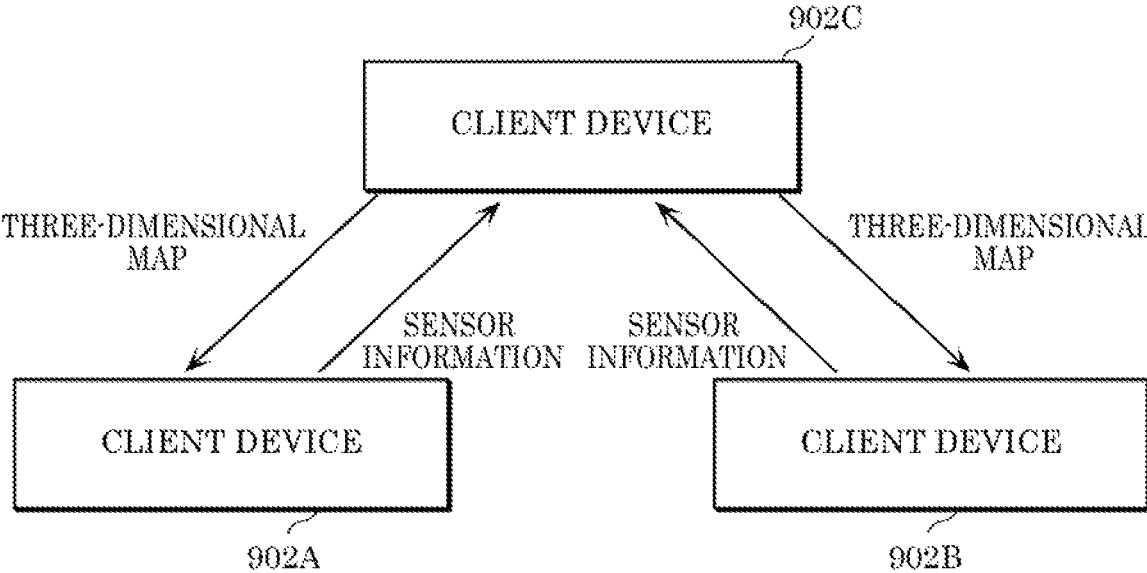 902C
CLIENT DEVICE
THREE-DIMENSIONAL
MAP
THREE-DIMENSIONAL
MAP
SENSOR
INFORMATION
SENSOR
INFORMATION
CLIENT DEVICE
CLIENT DEVICE
902A
902B